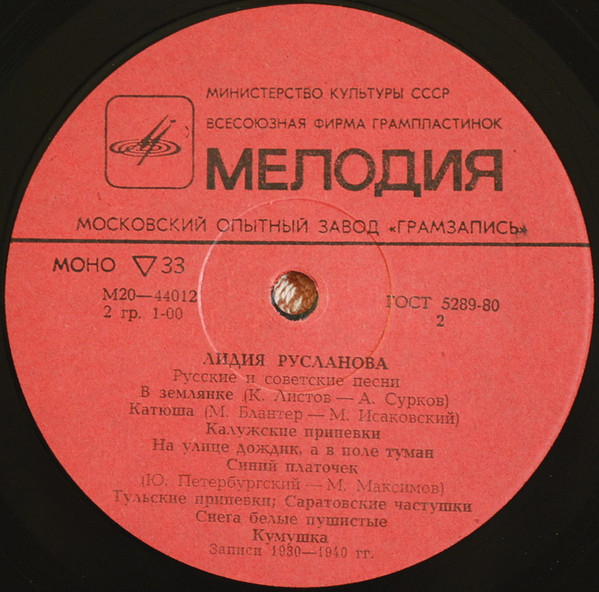 МИНИСТЕРСТВО КУЛЬТУРЫ СССР
ВСЕСОЮЗНАЯ ФИРМА ГРАМПЛАСТИНОК
МЕЛОДИЯ
МОСКОВСКИЙ ОПЫТНЫЙ ЗАВОД «ГРАМЗАПИСЬ»
МОНО ▽ 33
М20—44012
2 гр. 1-00
ГОСТ 5289-80
2
ЛИДИЯ РУСЛАНОВА
Русские и советские песни
В землянке (К. Листов — А. Сурков)
Катюша (М. Блантер — М. Исаковский)
Калужские припевки
На улице дождик, а в поле туман
Синий платочек
(Ю. Петербургский — М. Максимов)
Тульские припевки; Саратовские частушки
Снега белые пушистые
Кумушка
Записи 1930—1940 гг.